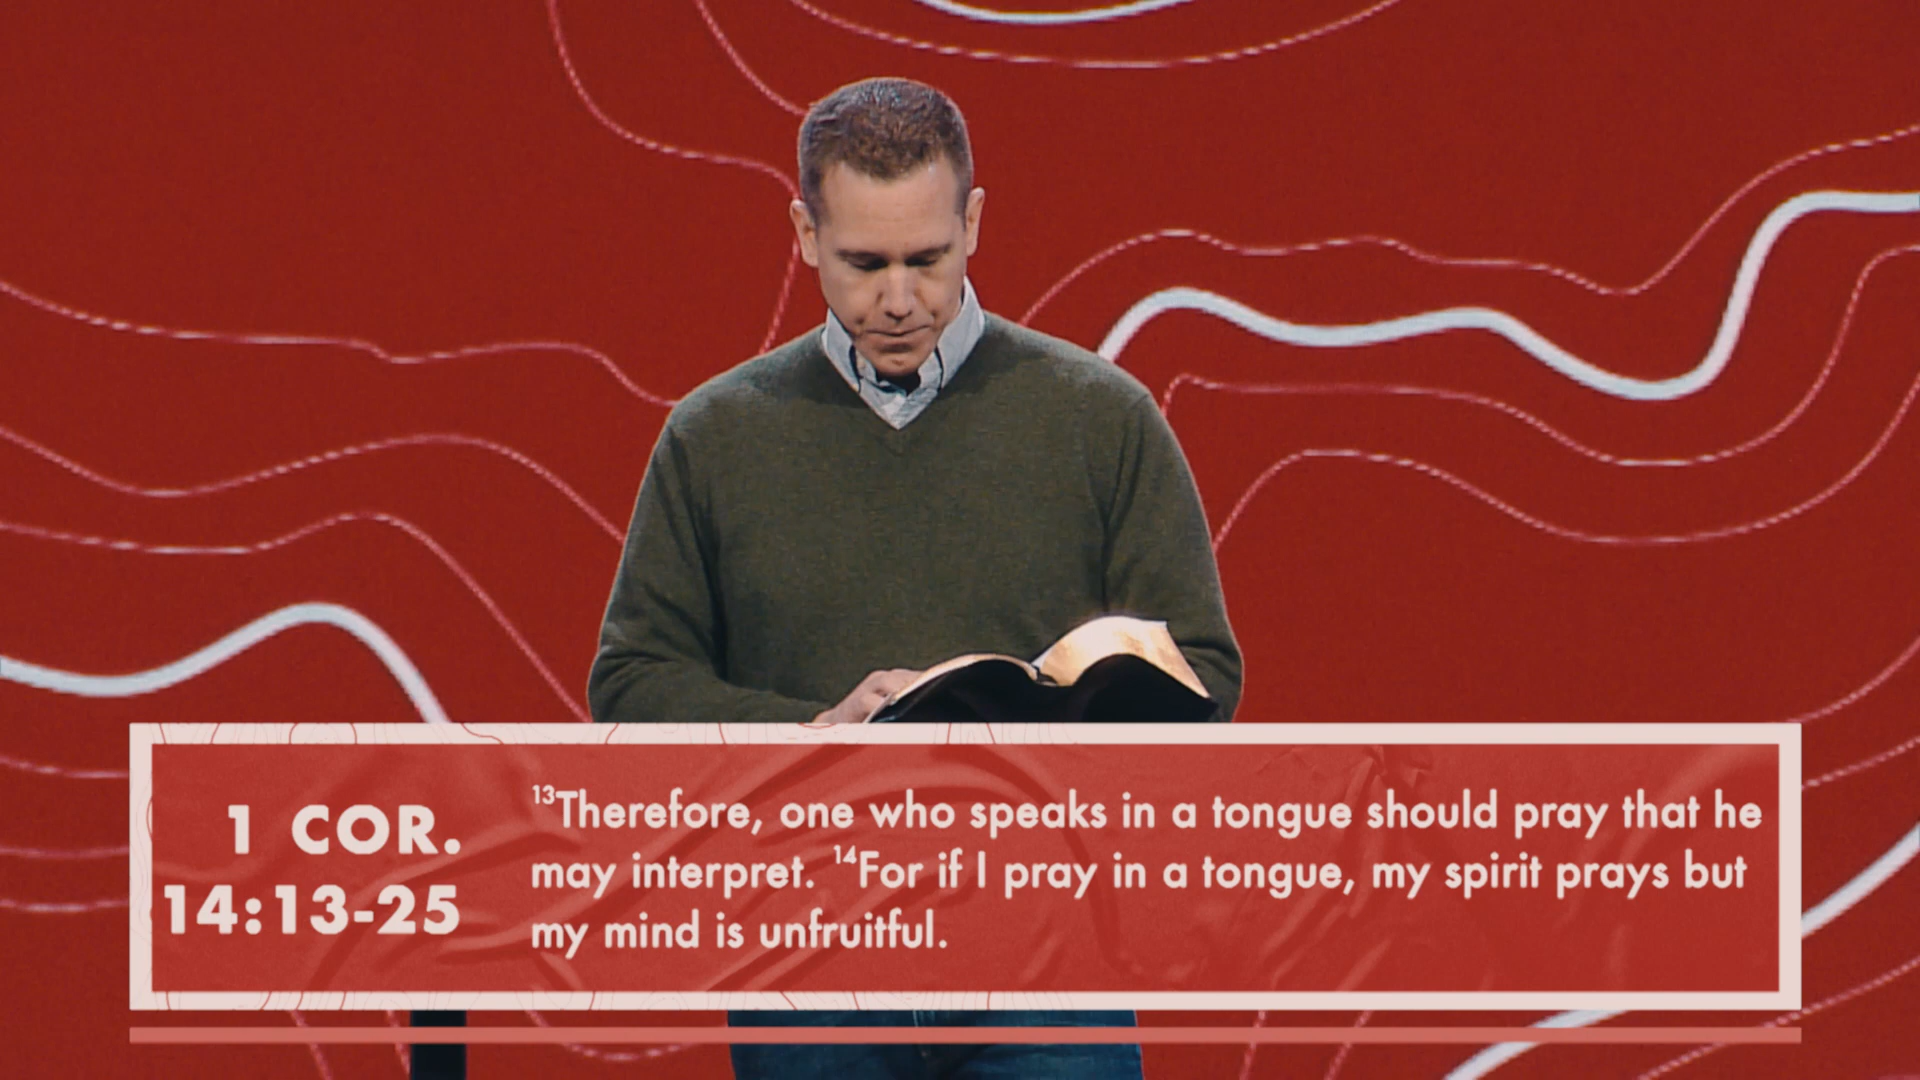 1 COR.
14:13-25
¹³Therefore, one who speaks in a tongue should pray that he
may interpret. ¹⁴For if I pray in a tongue, my spirit prays but
my mind is unfruitful.